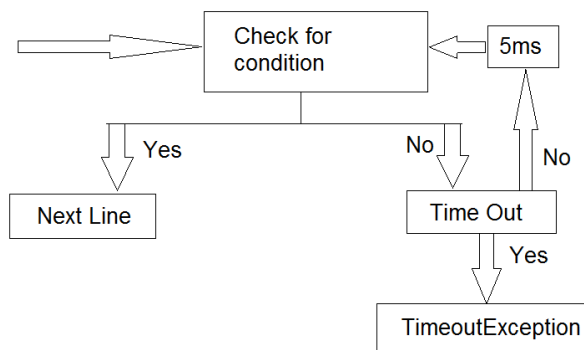 Check for
condition
5ms
Yes
No
No
Next Line
Time Out
Yes
TimeoutException